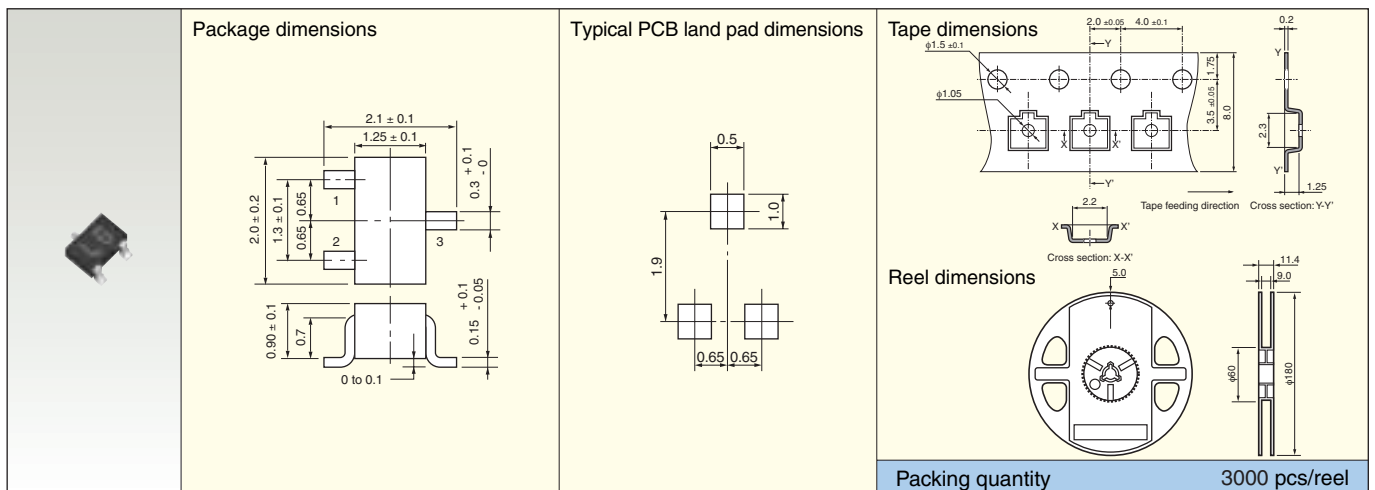 Package dimensions
2.1 ± 0.1
1.25 ± 0.1
2.0 ± 0.2
1.3 ± 0.1
0.65
0.65
1
2
3
0.3 + 0.1 - 0
0.90 ± 0.1
0.7
0 to 0.1
0.15 + 0.1 - 0.05
Typical PCB land pad dimensions
0.5
1.0
1.9
0.65 0.65
Tape dimensions
φ1.5 ±0.1
φ1.05
2.0 ±0.05
4.0 ±0.1
Y
1.75
3.5 ±0.05
8.0
X X'
Y'
Tape feeding direction
0.2
Y
2.3
Y'
1.25
Cross section: Y-Y'
2.2
X X'
Cross section: X-X'
Reel dimensions
5.0
11.4
9.0
φ60
φ180
Packing quantity 3000 pcs/reel